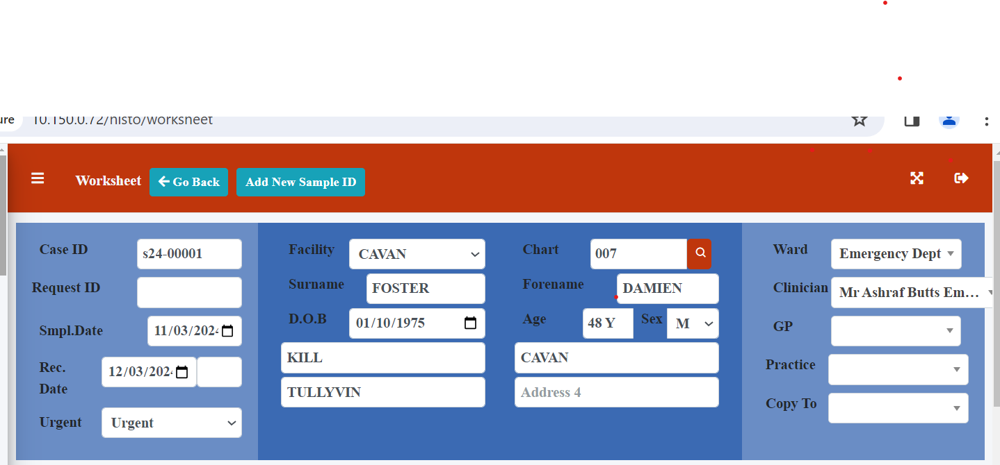 ure 10.150.0.72/histo/worksheet
Worksheet Go Back Add New Sample ID
Case ID s24-00001 Facility CAVAN Chart 007 Ward Emergency Dept
Request ID Surname FOSTER Forename DAMIEN Clinician Mr Ashraf Butts Em...
Smpl.Date 11/03/2024 D.O.B 01/10/1975 Age 48 Y Sex M GP
Rec. Date 12/03/202 KILL CAVAN Practice
TULLYVIN Address 4 Copy To
Urgent Urgent